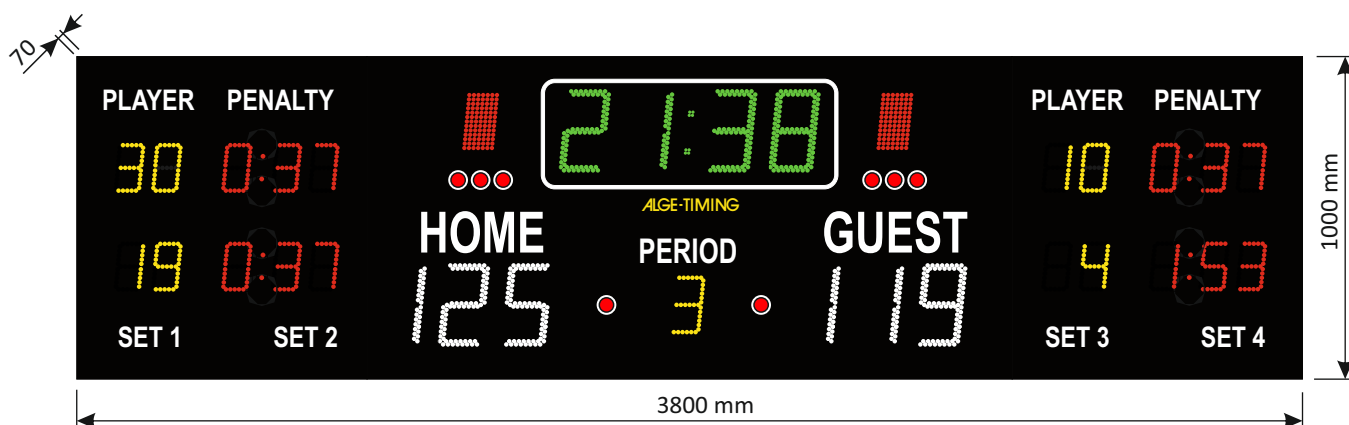 70
PLAYER PENALTY
21:38
PLAYER PENALTY
30 0:37
10 0:37
ALGE-TIMING
HOME
PERIOD
GUEST
19 0:37
4 1:53
125
3
119
SET 1 SET 2
SET 3 SET 4
1000 mm
3800 mm